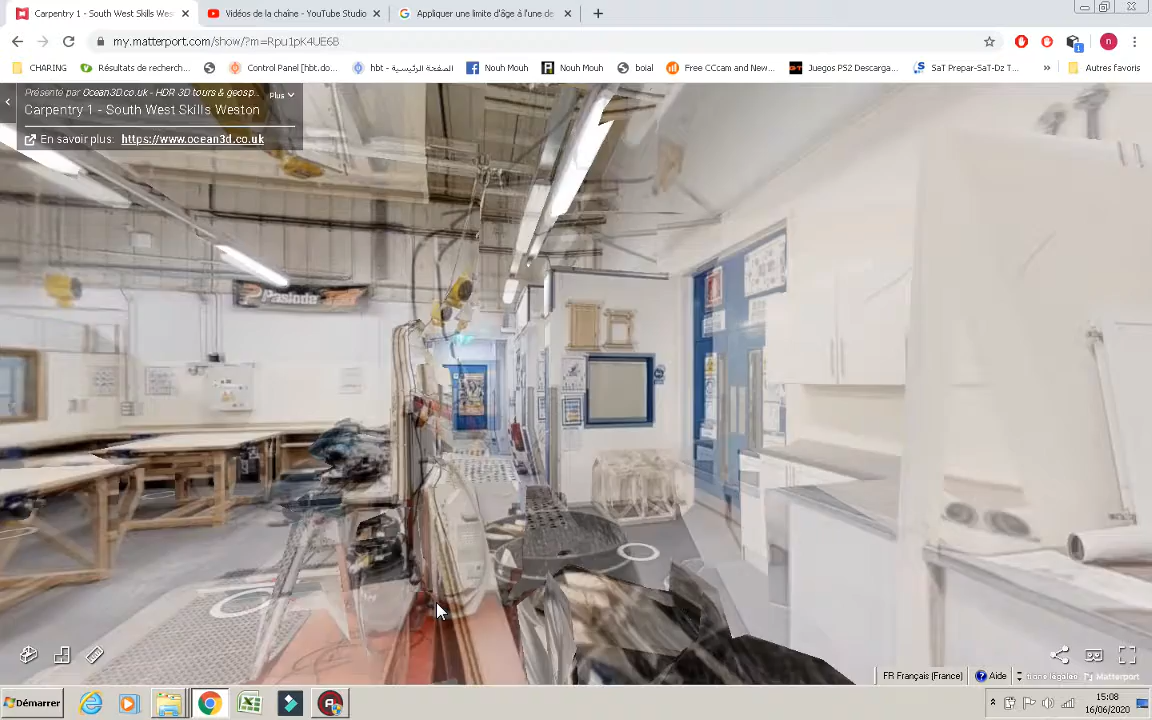 Carpentry 1 - South West Skills Wes
Vidéos de la chaîne - YouTube Studio
Appliquer une limite d'âge à l'une de
my.matterport.com/show/?m=Rpu1pK4UE6B
CHARING
Résultats de recherch...
Control Panel [hbt.do...
الصفحة الرئيسية - hbt
Nouh Mouh
Nouh Mouh
boial
Free CCcam and New...
Juegos PS2 Descarga...
SaT Prepar-SaT-Dz T...
»
Autres favoris
Présenté par Ocean3D.co.uk - HDR 3D tours & geosp...
Plus
Carpentry 1 - South West Skills Weston
En savoir plus: https://www.ocean3d.co.uk
Paslode
FR Français (France)
Aide
Matterport
Démarrer
15:08
16/06/2020